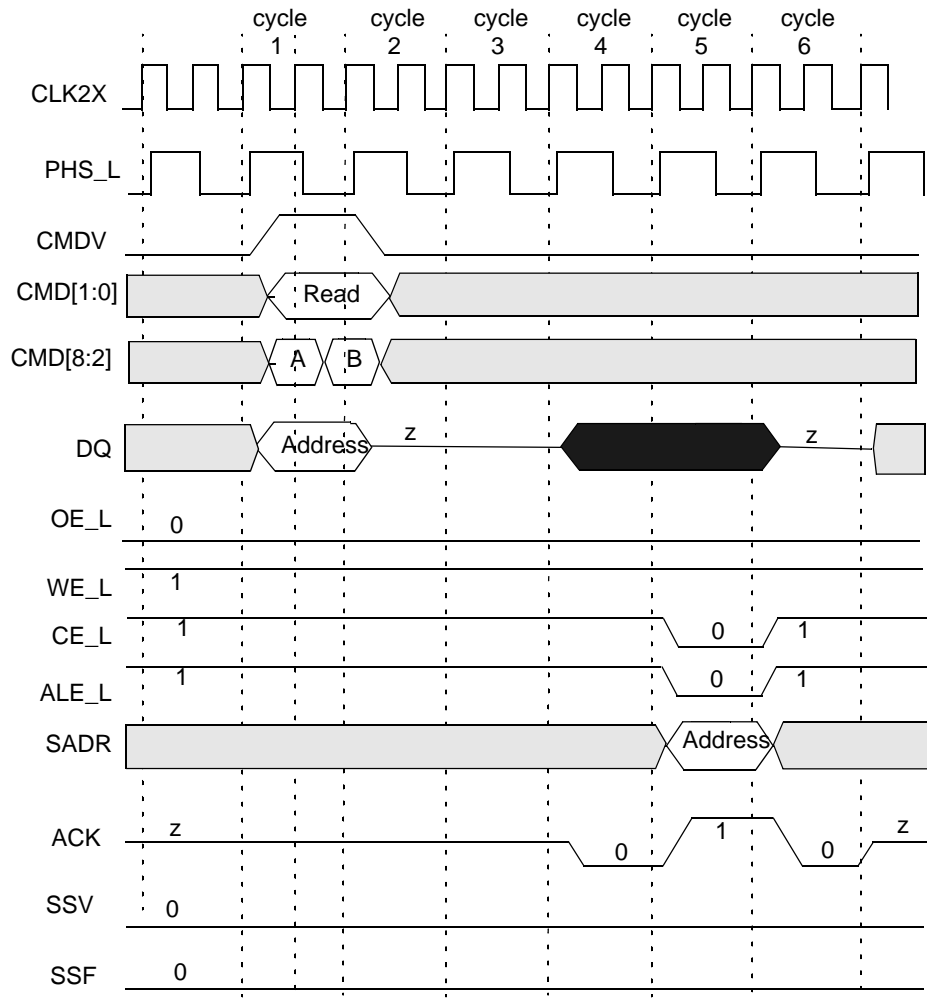 cycle cycle cycle cycle cycle cycle
1 2 3 4 5 6
CLK2X
PHS_L
CMDV
CMD[1:0] Read
CMD[8:2] A B
DQ Address z z
OE_L 0
WE_L 1
CE_L 1 0 1
ALE_L 1 0 1
SADR Address
ACK z 0 1 0 z
SSV 0
SSF 0